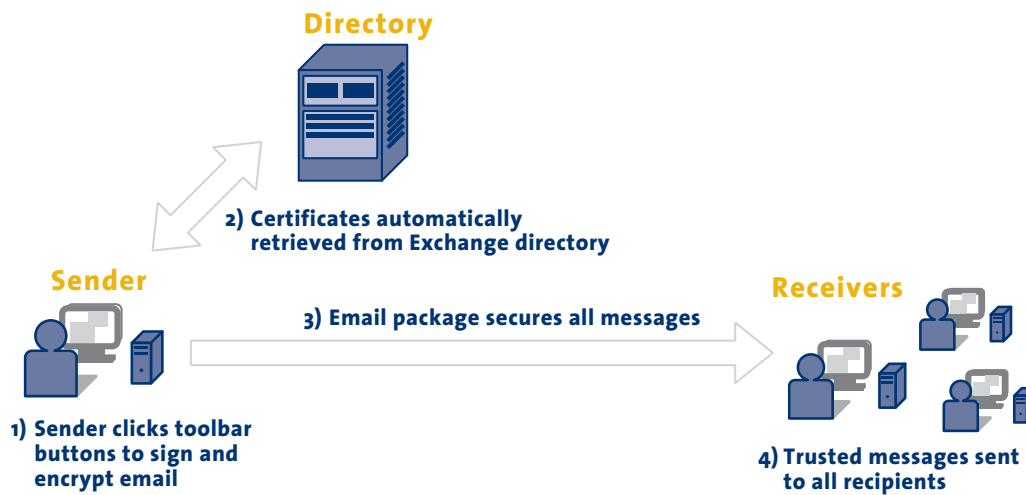 Directory
2) Certificates automatically
retrieved from Exchange directory
Sender
Receivers
3) Email package secures all messages
1) Sender clicks toolbar
buttons to sign and
encrypt email
4) Trusted messages sent
to all recipients